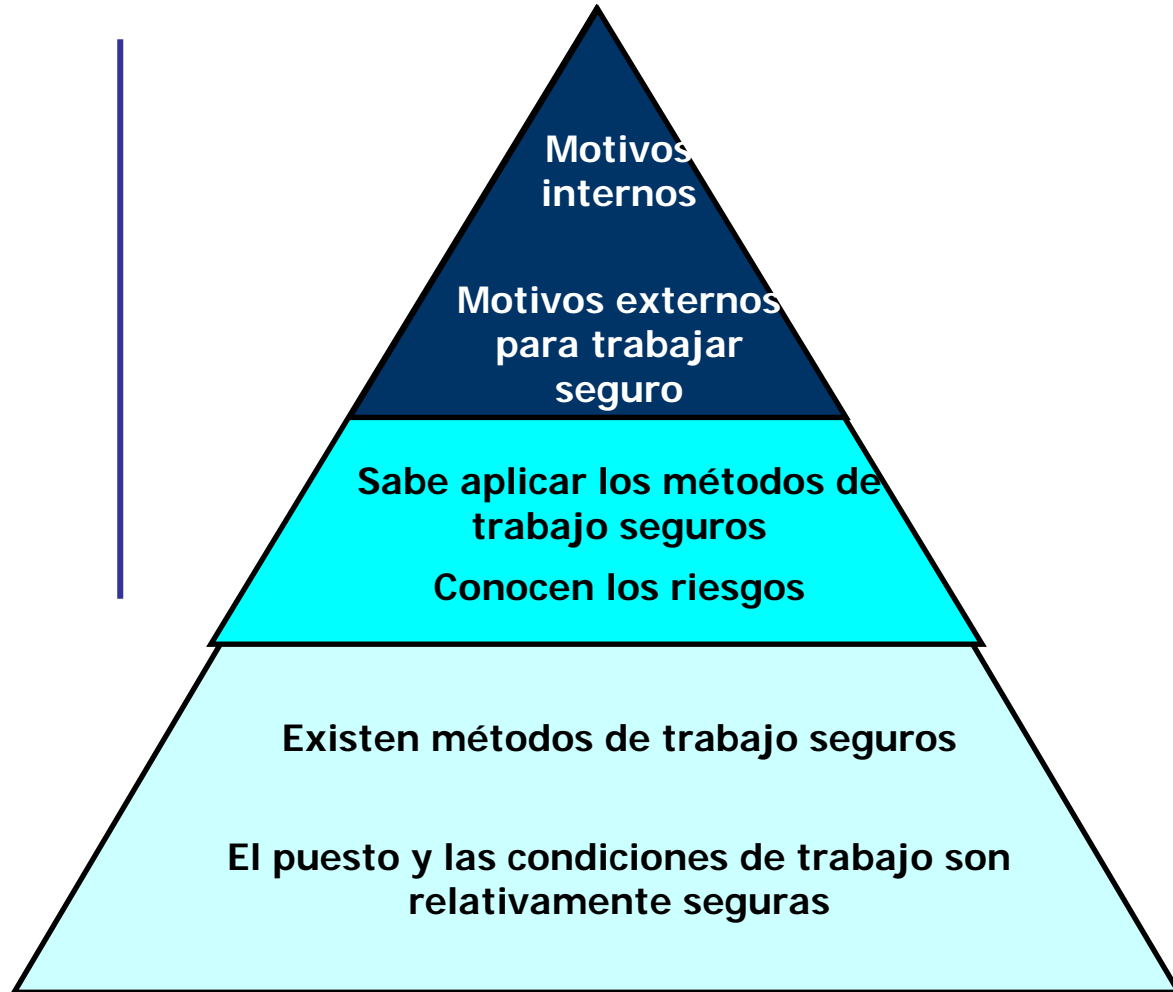 Motivos
internos
Motivos externos
para trabajar
seguro
Sabe aplicar los métodos de
trabajo seguros
Conocen los riesgos
Existen métodos de trabajo seguros
El puesto y las condiciones de trabajo son
relativamente seguras